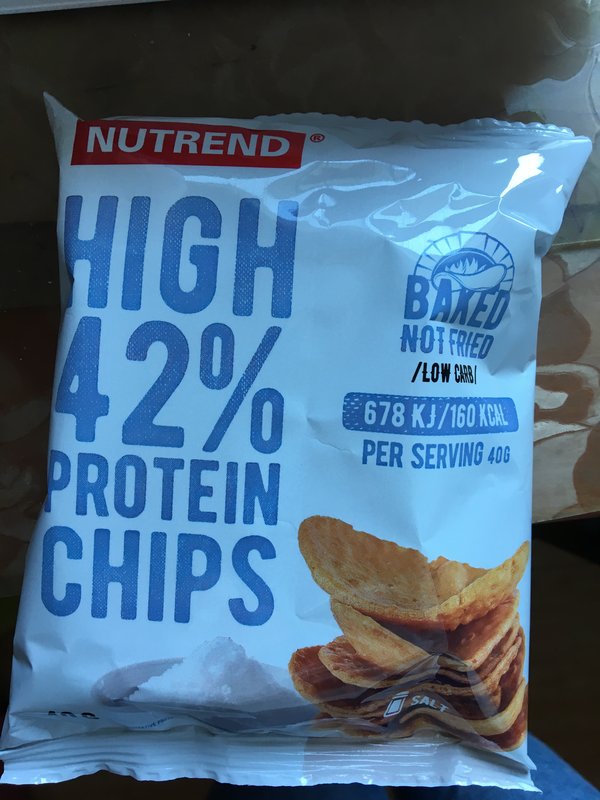 NUTREND®
HIGH
42%
PROTEIN
CHIPS
BAKED
NOT FRIED
/LOW CARB/
678 KJ/160 KCAL
PER SERVING 40G
SALT